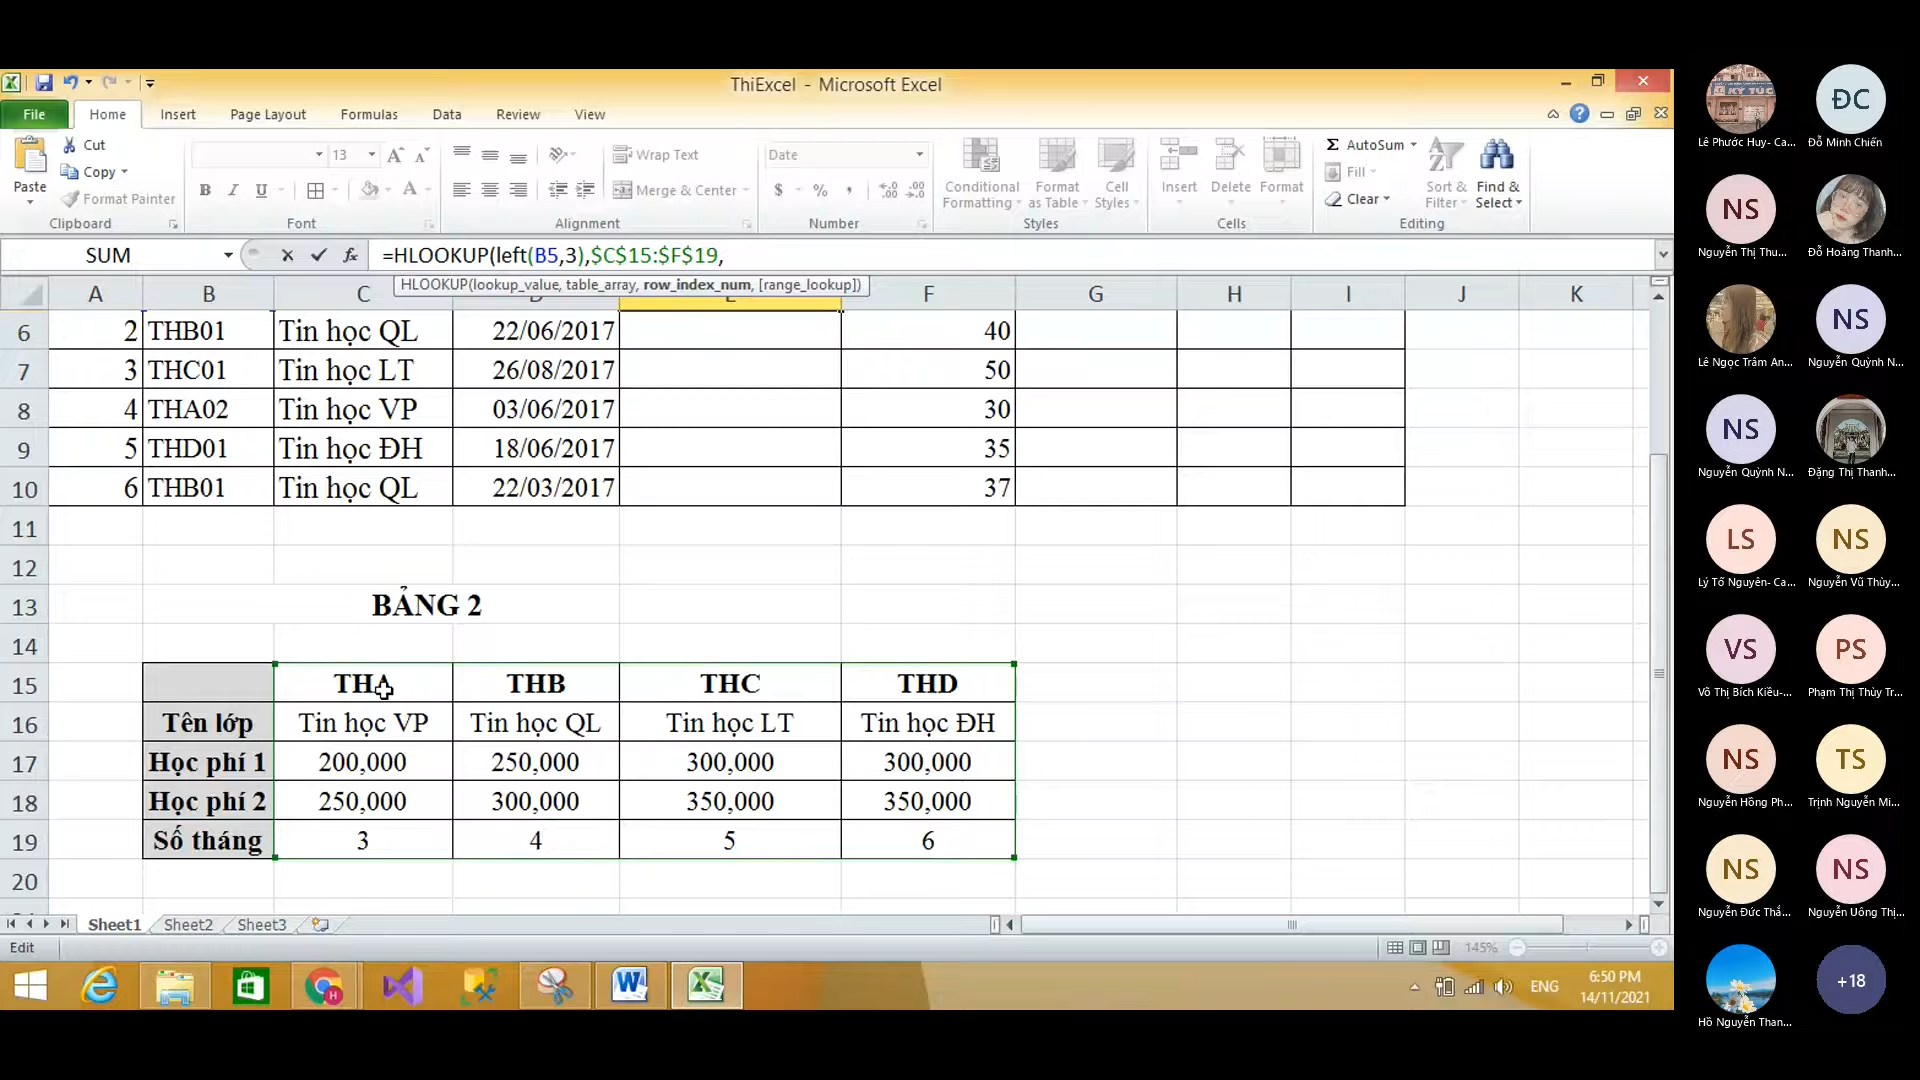 ThiExcel - Microsoft Excel
File Home Insert Page Layout Formulas Data Review View
Paste
Cut
Copy
Format Painter
13
Wrap Text
Merge & Center
Date
Conditional Formatting
Format as Table
Cell Styles
Insert Delete Format
AutoSum
Fill
Clear
Sort & Filter
Find & Select
Clipboard Font Alignment Number Styles Cells Editing
SUM =HLOOKUP(left(B5,3),$C$15:$F$19,
HLOOKUP(lookup_value, table_array, row_index_num, [range_lookup])
A B C D E F G H I J K
6 2 THB01 Tin học QL 22/06/2017 40
7 3 THC01 Tin học LT 26/08/2017 50
8 4 THA02 Tin học VP 03/06/2017 30
9 5 THD01 Tin học ĐH 18/06/2017 35
10 6 THB01 Tin học QL 22/03/2017 37
11
12
13 BẢNG 2
14
15 THA THB THC THD
16 Tên lớp Tin học VP Tin học QL Tin học LT Tin học ĐH
17 Học phí 1 200,000 250,000 300,000 300,000
18 Học phí 2 250,000 300,000 350,000 350,000
19 Số tháng 3 4 5 6
20
Sheet1 Sheet2 Sheet3
Edit 145%
ENG 6:50 PM
14/11/2021
KÝ TÚC ĐC
Lê Phước Huy- Ca... Đỗ Minh Chiến
NS
Nguyễn Thị Thu... Đỗ Hoàng Thanh...
NS
Lê Ngọc Trâm An... Nguyễn Quỳnh N...
NS
Nguyễn Quỳnh N... Đặng Thị Thanh...
LS NS
Lý Tố Nguyên- Ca... Nguyễn Vũ Thùy...
VS PS
Võ Thị Bích Kiều-... Phạm Thị Thùy Tr...
NS TS
Nguyễn Hồng Ph... Trịnh Nguyễn Mi...
NS NS
Nguyễn Đức Thắ... Nguyễn Uông Thị...
+18
Hồ Nguyễn Than...